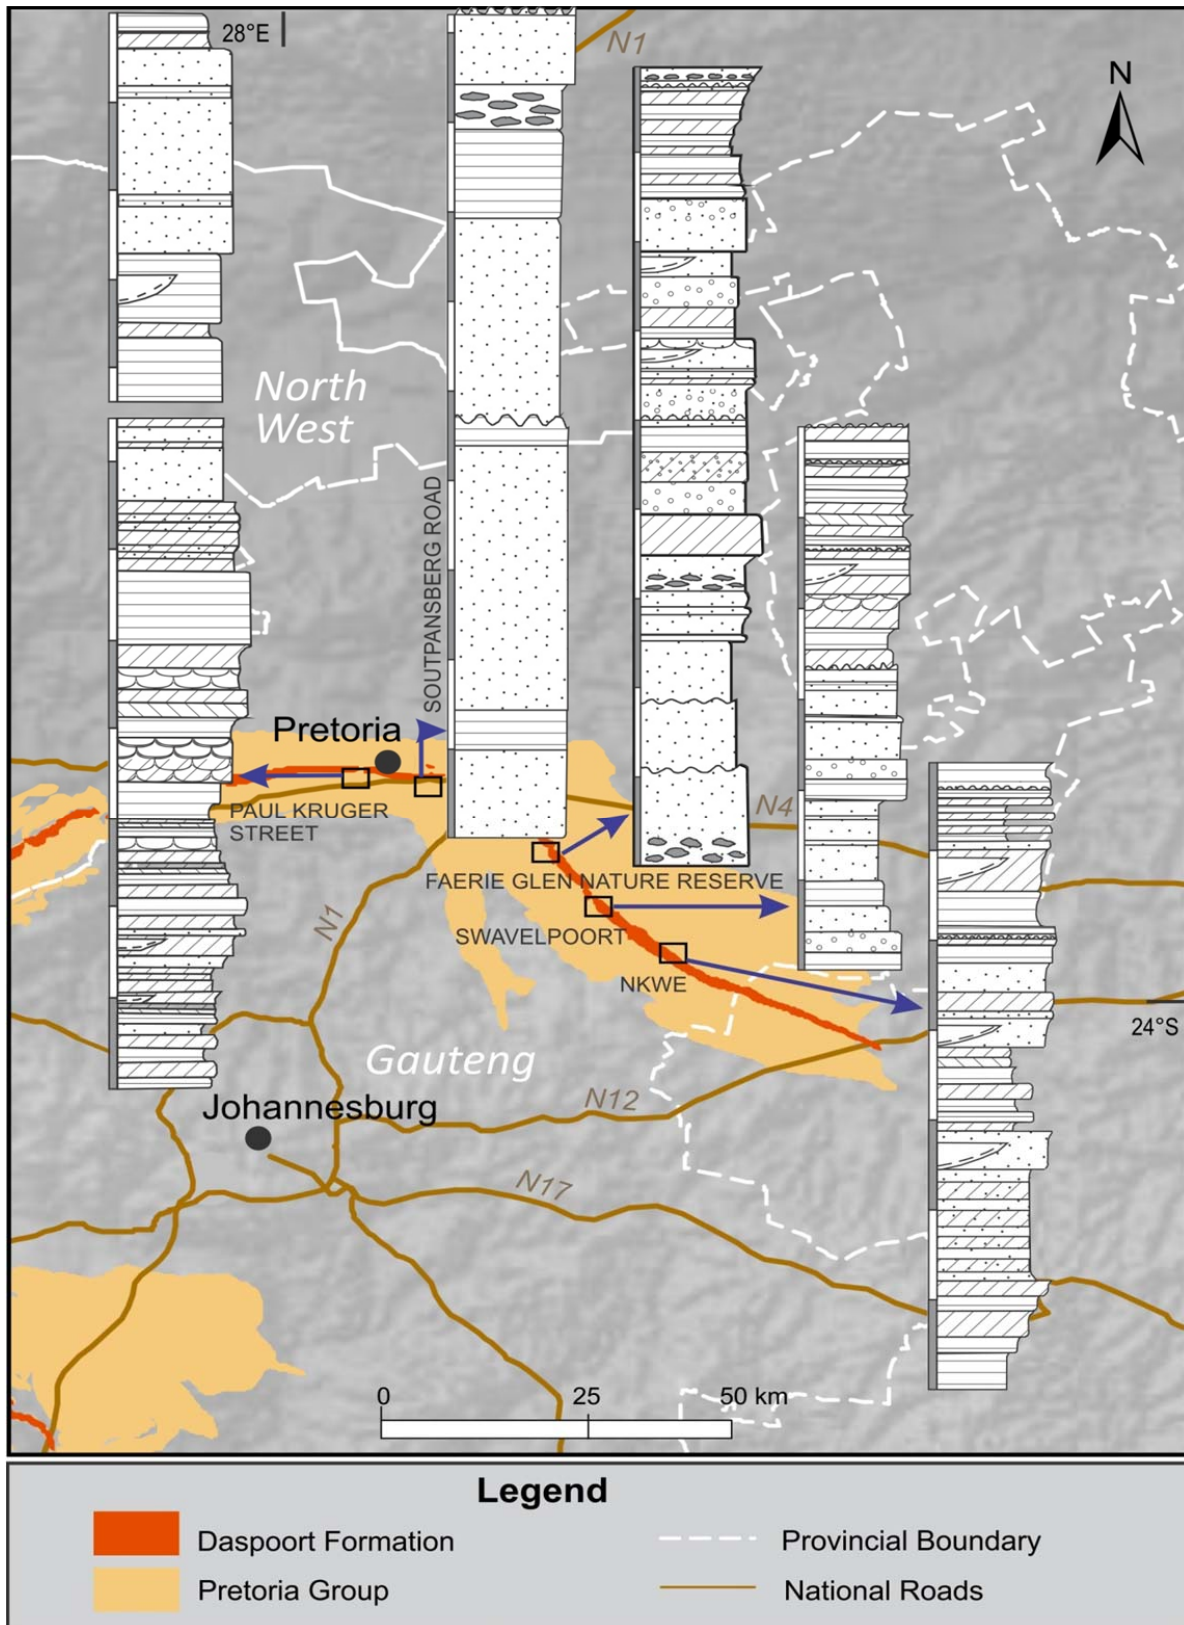 28°E
N1
N
North
West
SOUTPANSBERG ROAD
Pretoria
PAUL KRUGER
STREET
N4
FAERIE GLEN NATURE RESERVE
SWAVELPOORT
NKWE
N1
24°S
Gauteng
Johannesburg
N12
N17
0 25 50 km
Legend
Daspoort Formation
Provincial Boundary
Pretoria Group
National Roads